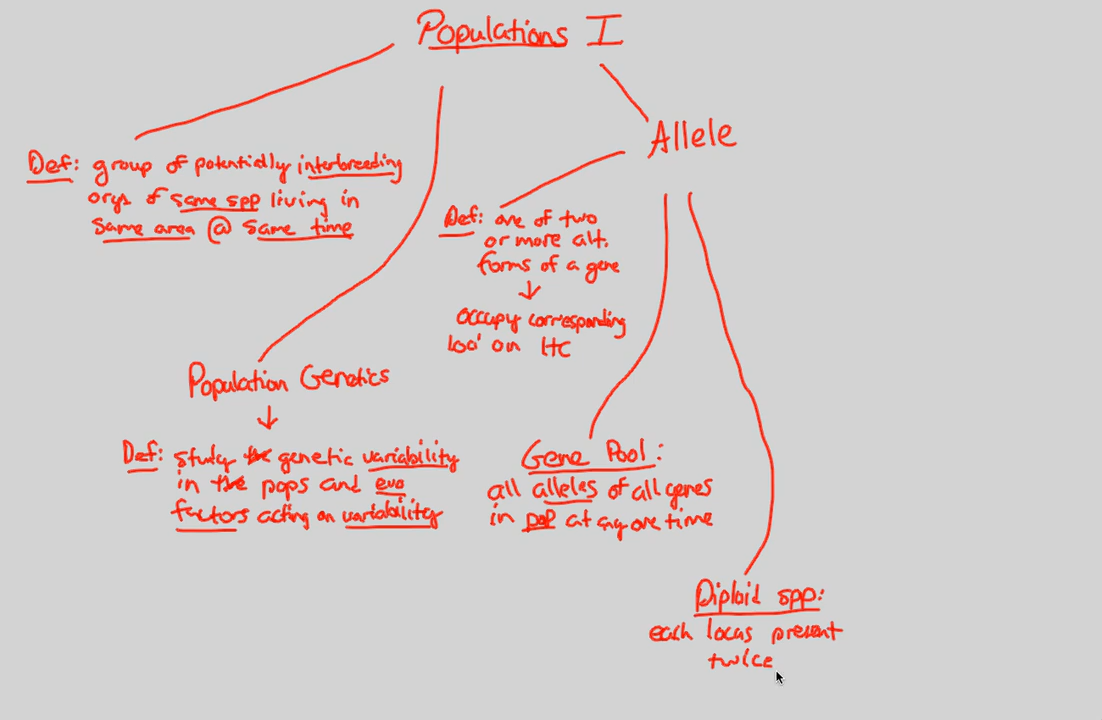 Populations I
Def: group of potentially interbreeding
orgs of same spp living in
same area @ same time
Allele
Def: one of two
or more alt.
forms of a gene
↓
occupy corresponding
loci on HC
Population Genetics
↓
Def: study the genetic variability
in the pops and evo
factors acting on variability
Gene Pool:
all alleles of all genes
in pop at any one time
Diploid spp:
each locus present
twice